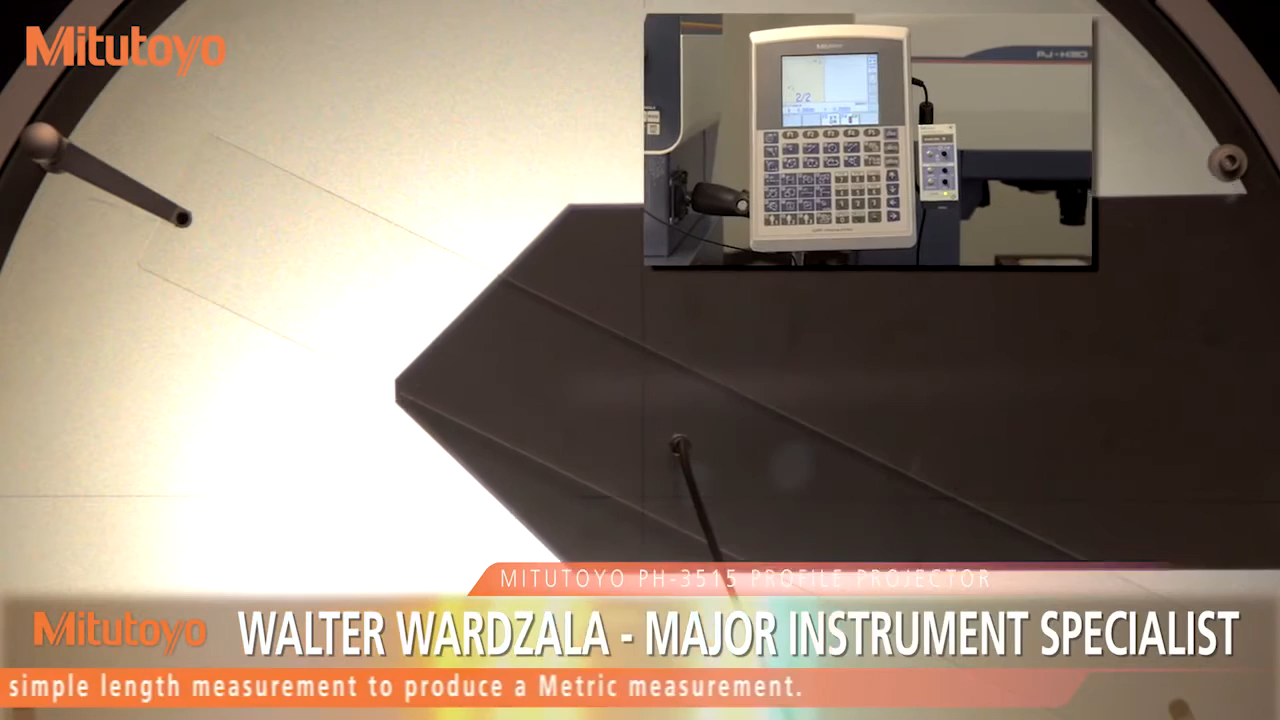 Mitutoyo
PJ-H30
2/2
MITUTOYO PH-3515 PROFILE PROJECTOR
Mitutoyo
WALTER WARDZALA - MAJOR INSTRUMENT SPECIALIST
simple length measurement to produce a Metric measurement.